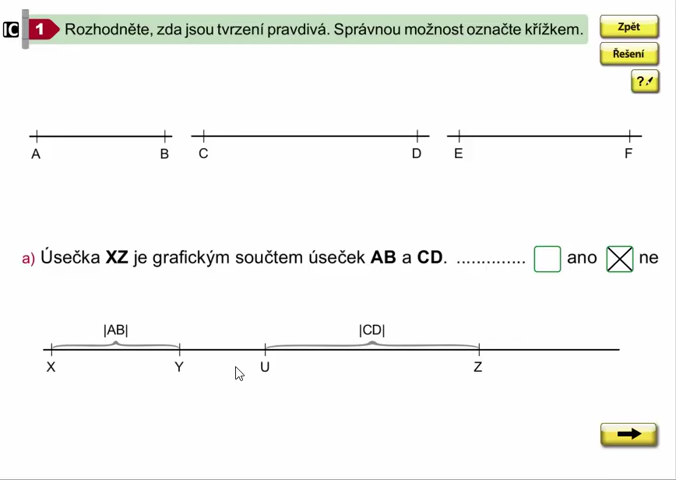 1 Rozhodněte, zda jsou tvrzení pravdivá. Správnou možnost označte křížkem.
Zpět
Řešení
?
A B C D E F
a) Úsečka XZ je grafickým součtem úseček AB a CD. .............. ano ne
|AB| |CD|
X Y U Z